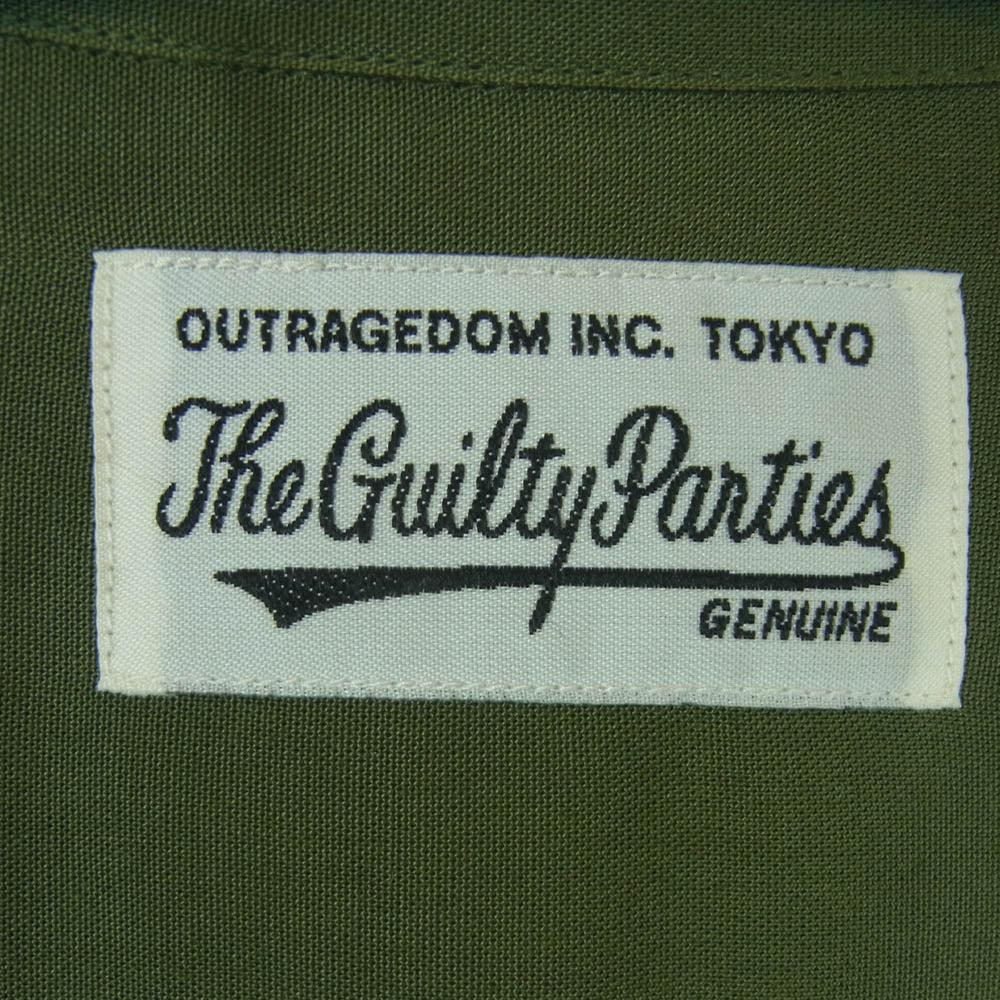 OUTRAGEDOM INC. TOKYO
The Guilty Parties
GENUINE